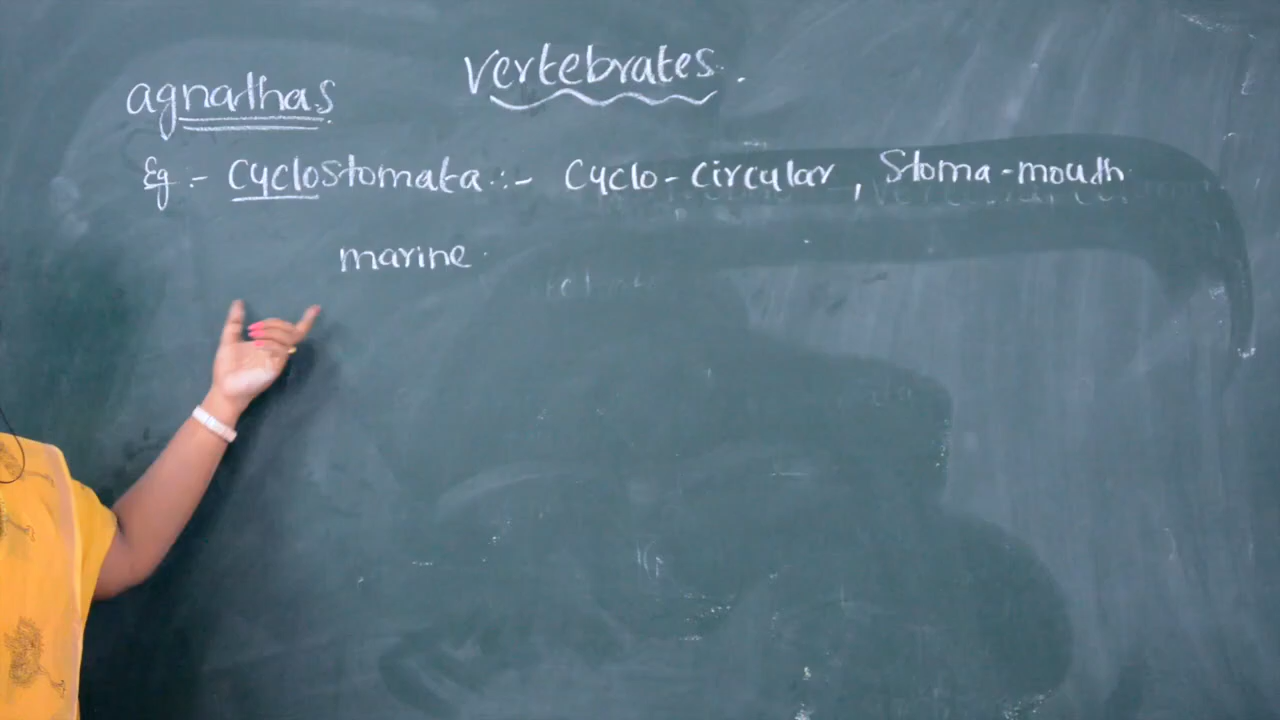 Vertebrates.
agnathas.
Eg :- Cyclostomata :- Cyclo - circular, Stoma - mouth
marine.